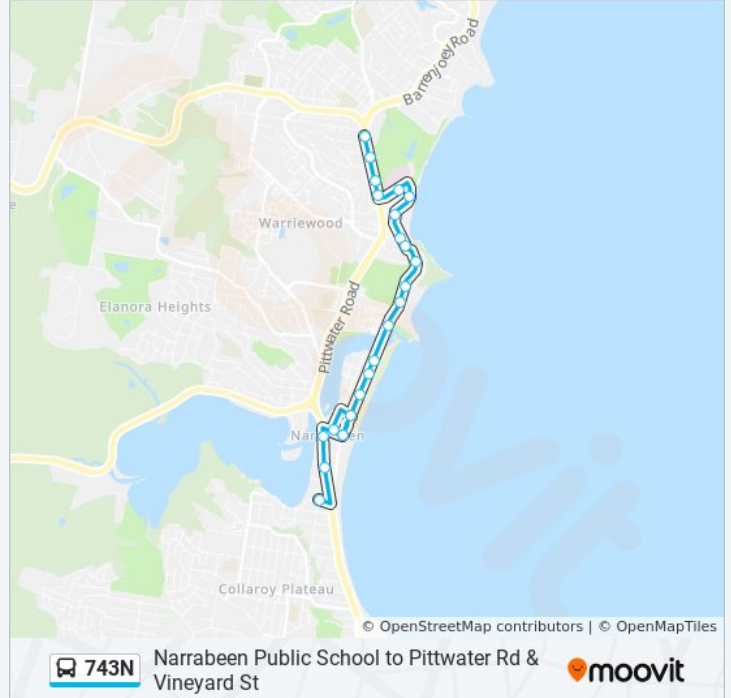 Barrenjoey Road
e
Warriewood
Elanora Heights
Pittwater Road
Collaroy Plateau
© OpenStreetMap contributors | © OpenMapTiles
743N
Narrabeen Public School to Pittwater Rd &
Vineyard St
moovit